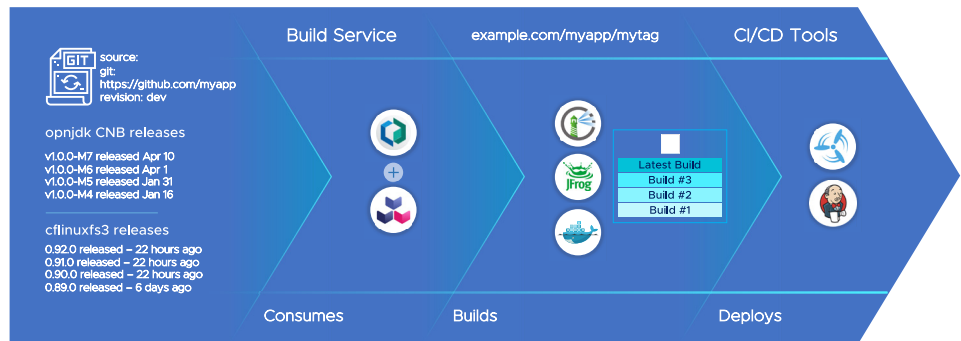 GIT
source:
git:
https://github.com/myapp
revision: dev
opnjdk CNB releases
v1.0.0-M7 released Apr 10
v1.0.0-M6 released Apr 1
v1.0.0-M5 released Jan 31
v1.0.0-M4 released Jan 16
cflinuxfs3 releases
0.92.0 released – 22 hours ago
0.91.0 released – 22 hours ago
0.90.0 released – 22 hours ago
0.89.0 released – 6 days ago
Build Service
Consumes
example.com/myapp/mytag
JFrog
Latest Build
Build #3
Build #2
Build #1
Builds
CI/CD Tools
Deploys